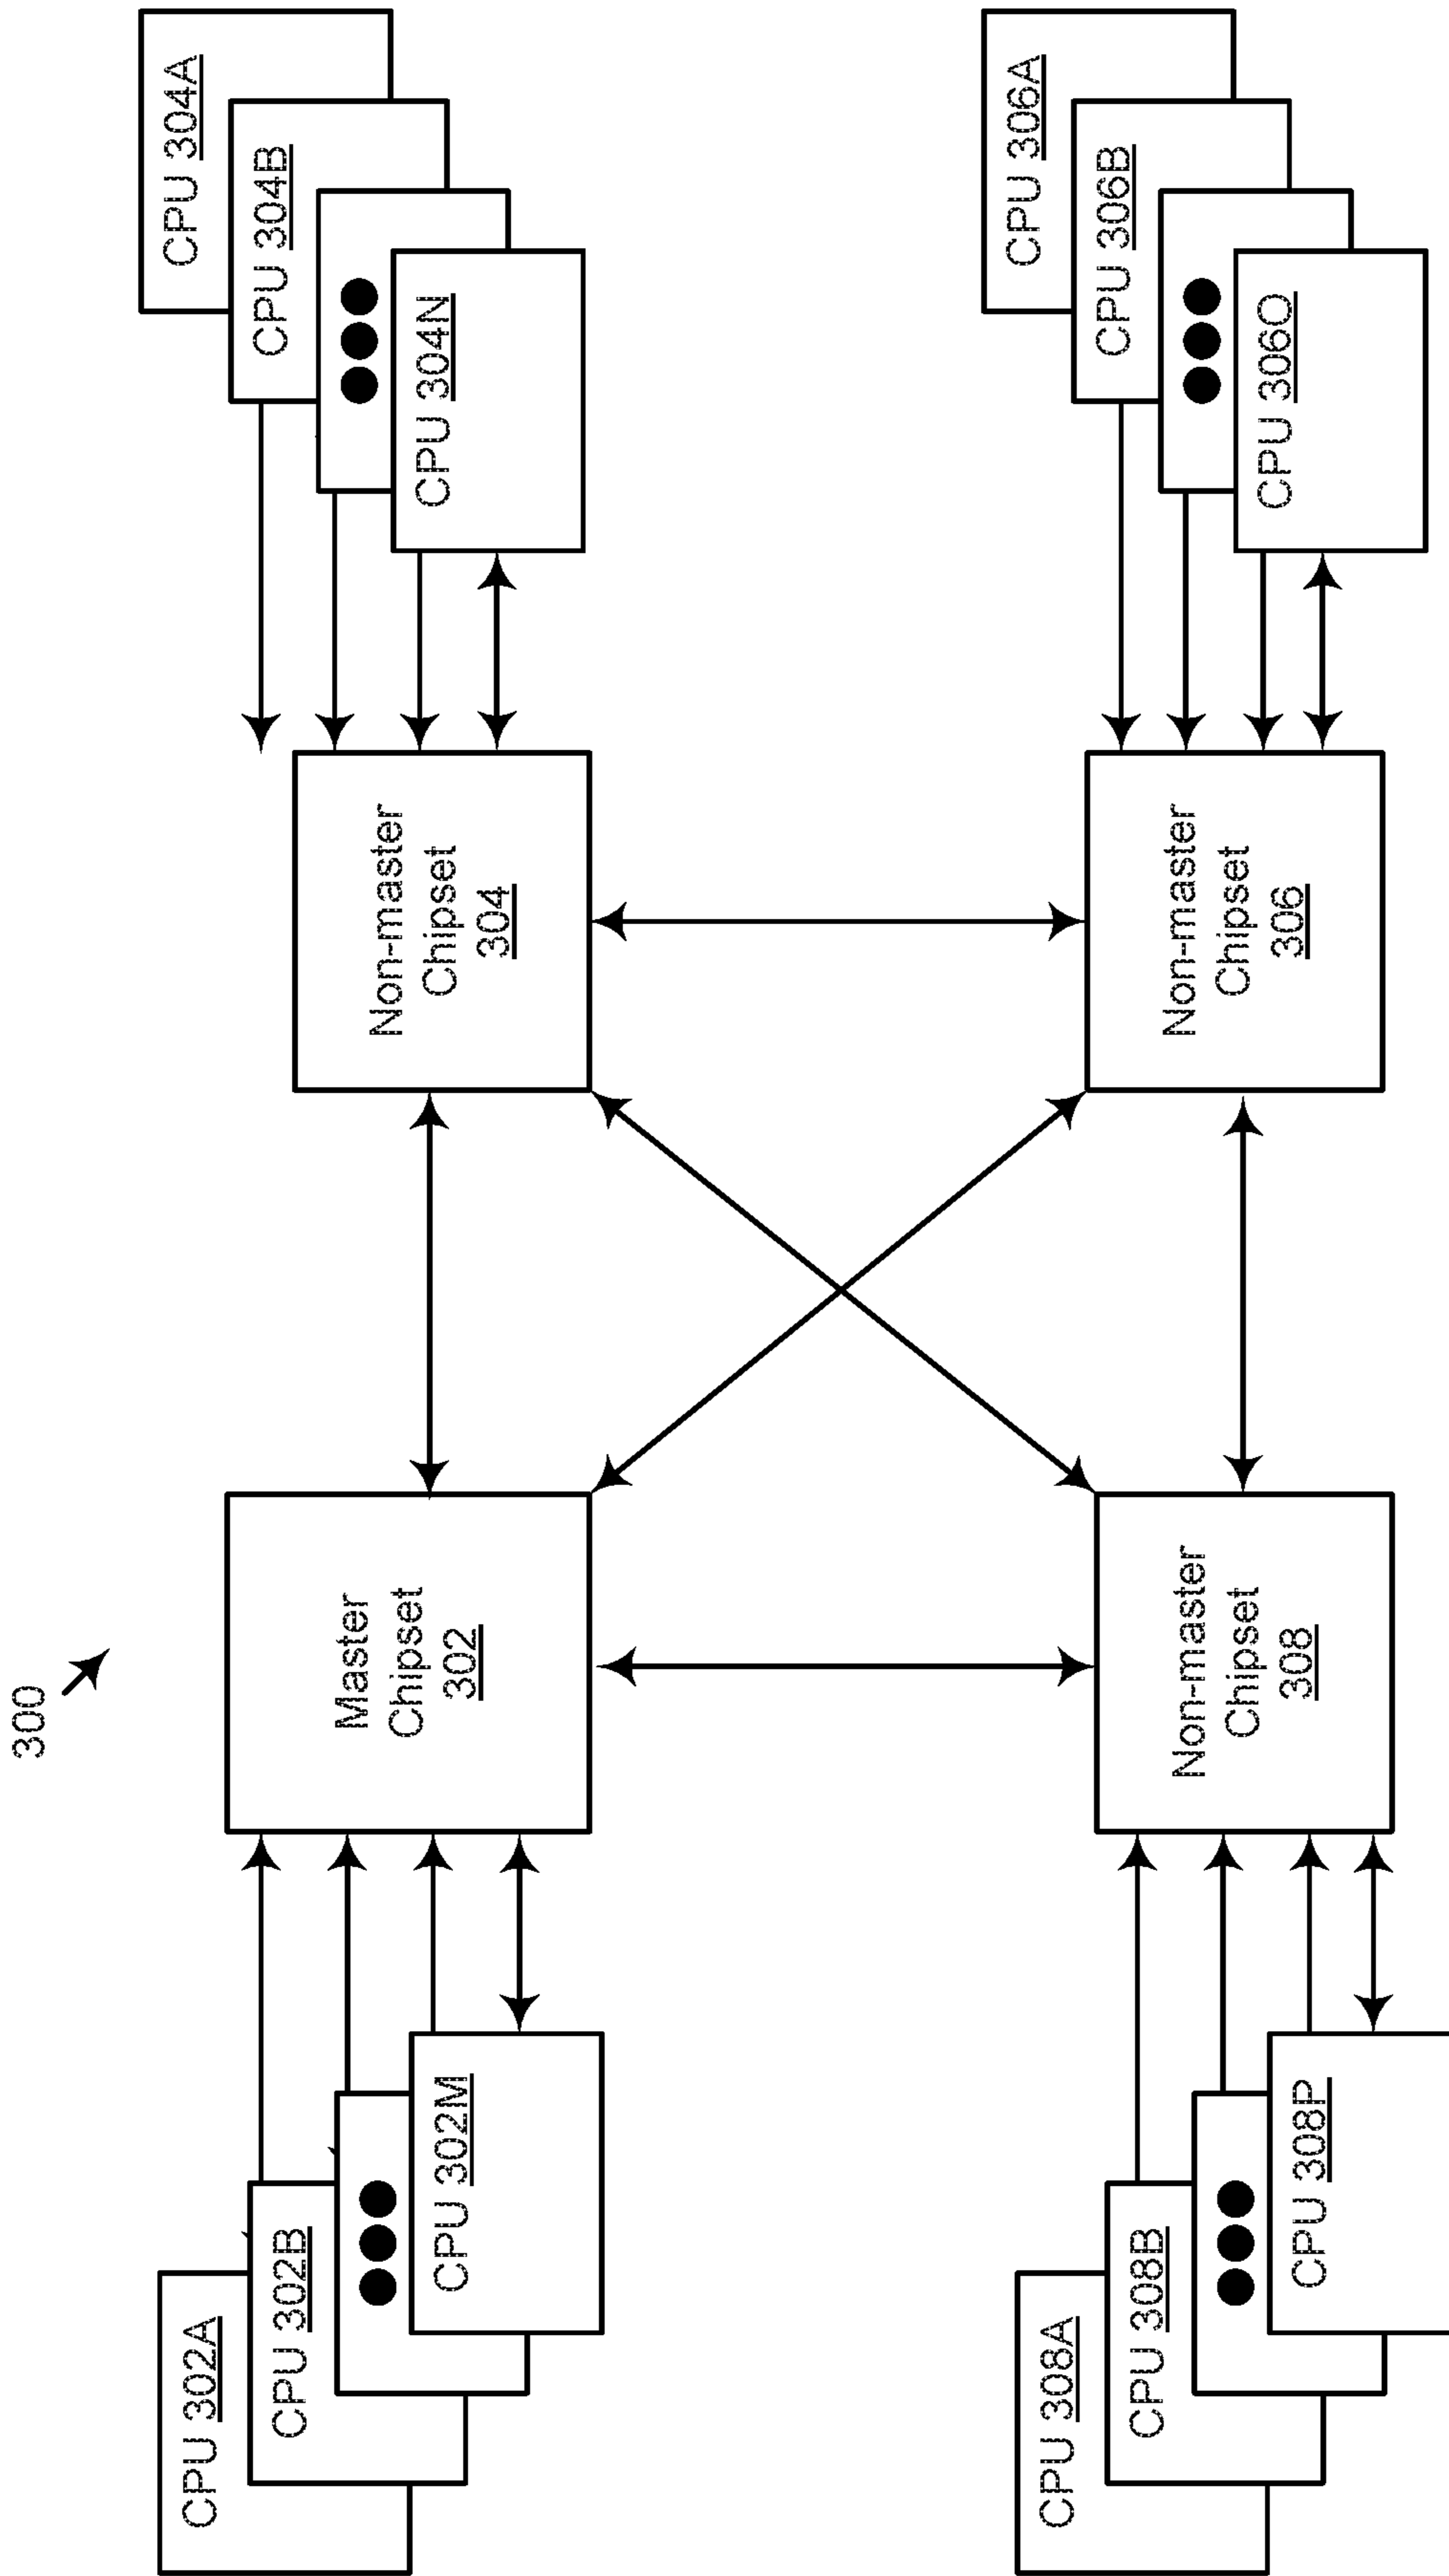 300
CPU 302A
CPU 302B
CPU 302M
Master
Chipset
302
Non-master
Chipset
304
CPU 304A
CPU 304B
CPU 304N
CPU 308A
CPU 308B
CPU 308P
Non-master
Chipset
308
Non-master
Chipset
306
CPU 306A
CPU 306B
CPU 306O